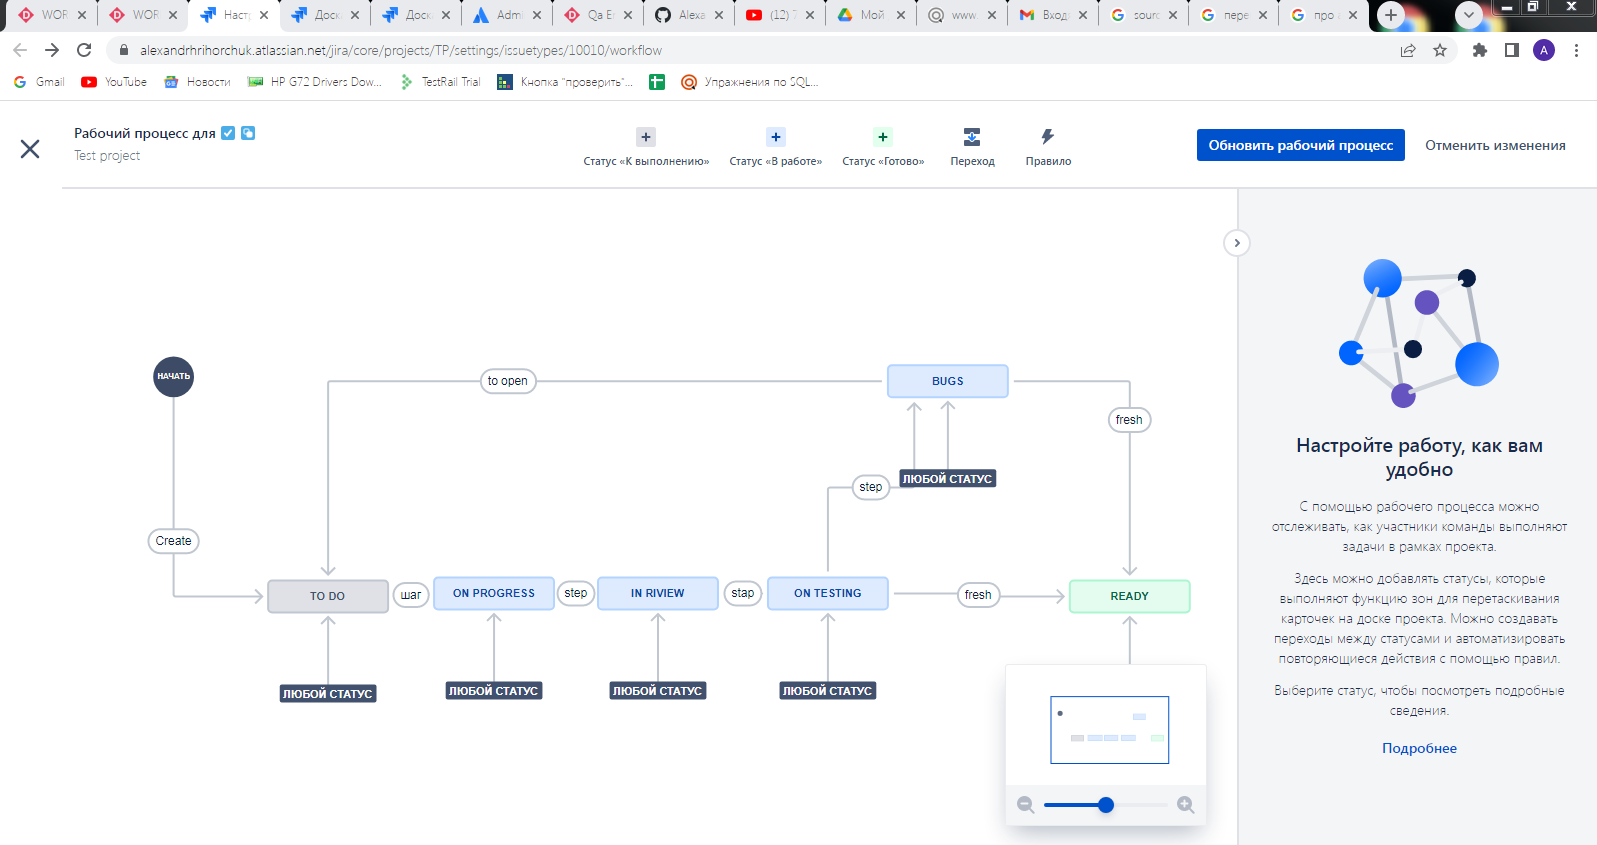 WOR
WOR
Настр
Доск
Доск
Adm
Qa E
Alexa
(12)
Мой
www.
Вход
sourc
пере
про
alexandrhrihorchuk.atlassian.net/jira/core/projects/TP/settings/issuetypes/10010/workflow
A
Gmail
YouTube
Новости
HP G72 Drivers Dow...
TestRail Trial
Кнопка "проверить"...
Упражнения по SQL...
Рабочий процесс для
Test project
Статус «К выполнению»
Статус «В работе»
Статус «Готово»
Переход
Правило
Обновить рабочий процесс
Отменить изменения
НАЧАТЬ
to open
BUGS
fresh
ЛЮБОЙ СТАТУС
step
Create
TO DO
шаг
ON PROGRESS
step
IN RIVIEW
stap
ON TESTING
fresh
READY
ЛЮБОЙ СТАТУС
ЛЮБОЙ СТАТУС
ЛЮБОЙ СТАТУС
ЛЮБОЙ СТАТУС
Настройте работу, как вам
удобно
С помощью рабочего процесса можно
отслеживать, как участники команды выполняют
задачи в рамках проекта.
Здесь можно добавлять статусы, которые
выполняют функцию зон для перетаскивания
карточек на доске проекта. Можно создавать
переходы между статусами и автоматизировать
повторяющиеся действия с помощью правил.
Выберите статус, чтобы посмотреть подробные
сведения.
Подробнее